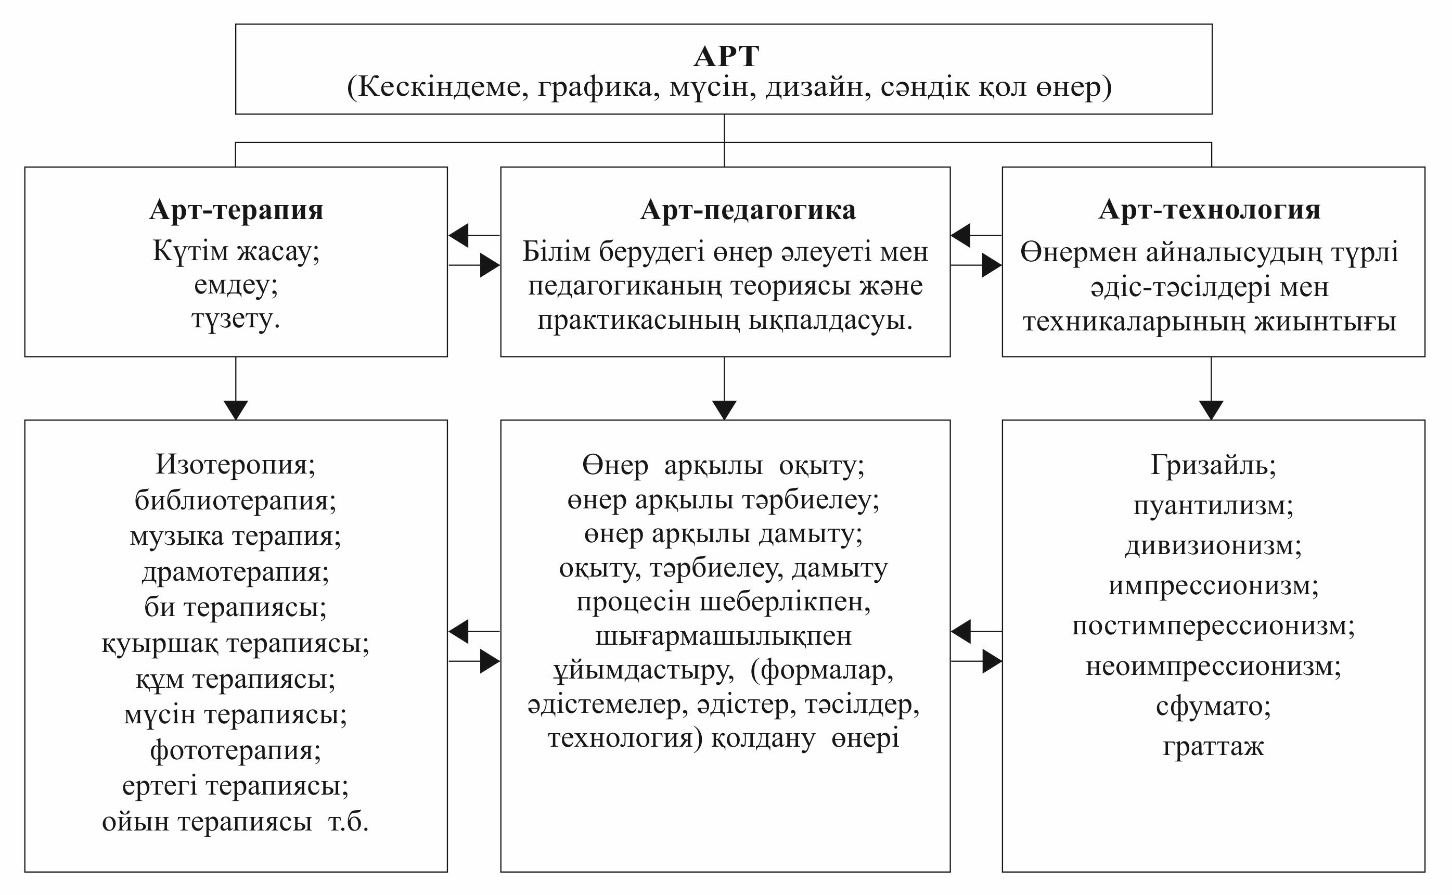 АРТ
(Кескіндеме, графика, мүсін, дизайн, сәндік қол өнер)
Арт-терапия
Күтім жасау;
емдеу;
түзету.
Арт-педагогика
Білім берудегі өнер әлеуеті мен
педагогиканың теориясы және
практикасының ықпалдасуы.
Арт-технология
Өнермен айналысудың түрлі
әдіс-тәсілдері мен
техникаларының жиынтығы
Изотеропия;
библиотерапия;
музыка терапия;
драмотерапия;
би терапиясы;
қуыршақ терапиясы;
құм терапиясы;
мүсін терапиясы;
фототерапия;
ертегі терапиясы;
ойын терапиясы т.б.
Өнер арқылы оқыту;
өнер арқылы тәрбиелеу;
өнер арқылы дамыту;
оқыту, тәрбиелеу, дамыту
процесін шеберлікпен,
шығармашылықпен
ұйымдастыру, (формалар,
әдістемелер, әдістер, тәсілдер,
технология) қолдану өнері
Гризайль;
пуантилизм;
дивизионизм;
импрессионизм;
постимперессионизм;
неоимпрессионизм;
сфумато;
граттаж